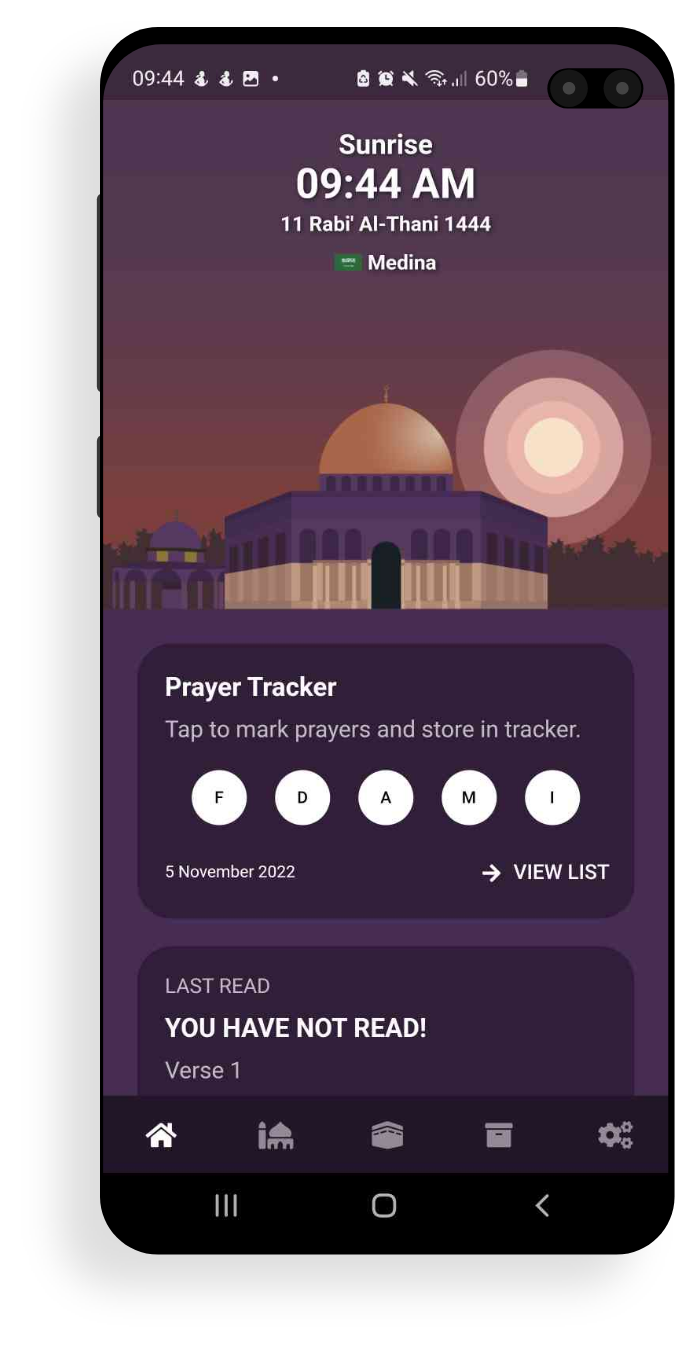 09:44
60%
Sunrise
09:44 AM
11 Rabi' Al-Thani 1444
Medina
Prayer Tracker
Tap to mark prayers and store in tracker.
F D A M I
5 November 2022
VIEW LIST
LAST READ
YOU HAVE NOT READ!
Verse 1